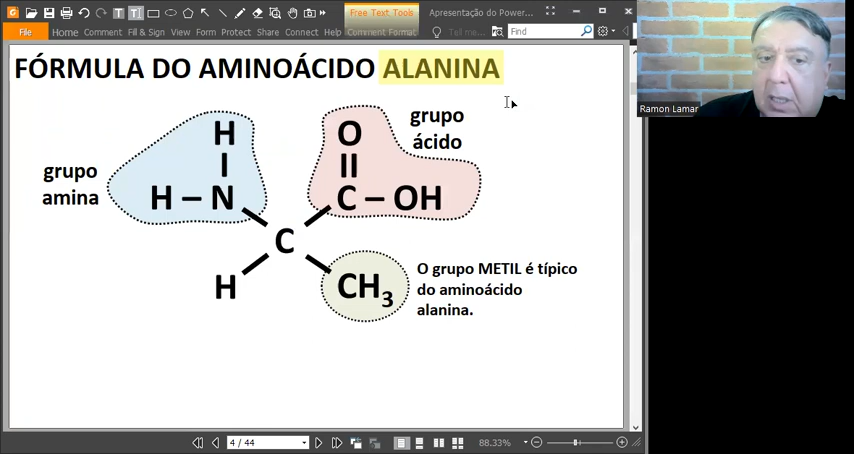 Free Text Tools
Apresentação do Power...
File Home Comment Fill & Sign View Form Protect Share Connect Help Comment Format Tell me... Find
FÓRMULA DO AMINOÁCIDO ALANINA
Ramon Lamar
grupo
ácido
H
O
grupo
amina
H – N
C – OH
C
H
CH₃
O grupo METIL é típico
do aminoácido
alanina.
4 / 44
88.33%